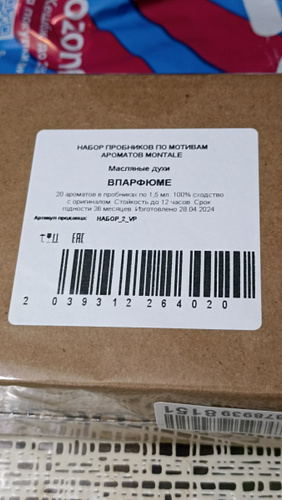 ozon
НАБОР ПРОБНИКОВ ПО МОТИВАМ
АРОМАТОВ MONTALE
Масляные духи
ВПАРФЮМЕ
20 ароматов в пробниках по 1,5 мл. 100% сходство
с оригиналом. Стойкость до 12 часов. Срок
годности 36 месяцев. Изготовлено 28.04.2024
Артикул продавца: НАБОР_2_VP
EAC
2 039312 264020
978939 8151